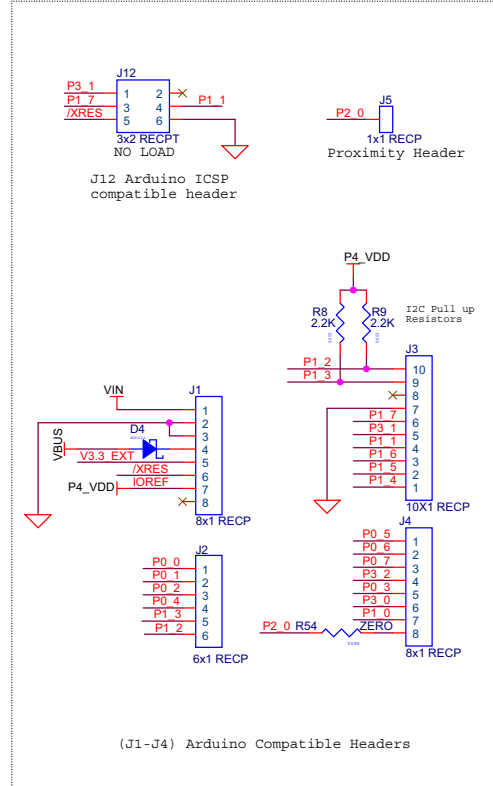 J12
P3_1 1 2
P1_7 3 4 P1_1
/XRES 5 6
3x2 RECPT
NO LOAD
J12 Arduino ICSP
compatible header
J5
P2_0
1x1 RECP
Proximity Header
P4_VDD
R8 R9
2.2K 2.2K
I2C Pull up
Resistors
J3
P1_2 10
P1_3 9
8
7
P1_7 6
P3_1 5
P1_1 4
P1_6 3
P1_5 2
P1_4 1
10X1 RECP
VIN
J1
1
2
3
VBUS D4 4
V3.3_EXT 5
/XRES 6
P4_VDD IOREF 7
8
8x1 RECP
J2
P0_0 1
P0_1 2
P0_2 3
P0_4 4
P1_3 5
P1_2 6
6x1 RECP
J4
P0_5 1
P0_6 2
P0_7 3
P3_2 4
P0_3 5
P3_0 6
P1_0 7
P2_0 R54 ZERO 8
8x1 RECP
(J1-J4) Arduino Compatible Headers